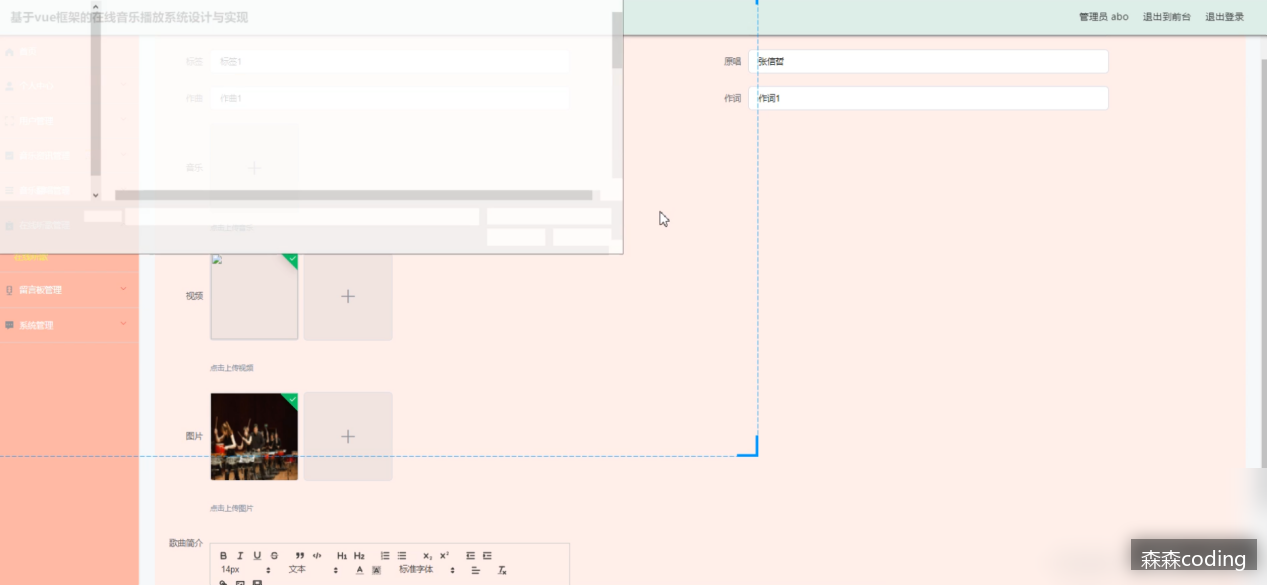 基于vue框架的在线音乐播放系统设计与实现
管理员 abo 退出到前台 退出登录
标签 标签1
原唱 张信哲
作曲 作曲1
作词 作词1
音乐
点击上传音乐
留言板管理
系统管理
视频
点击上传视频
图片
点击上传图片
歌曲简介
B I U S H1 H2 X2 X2
14px 文本 标准字体
森森coding